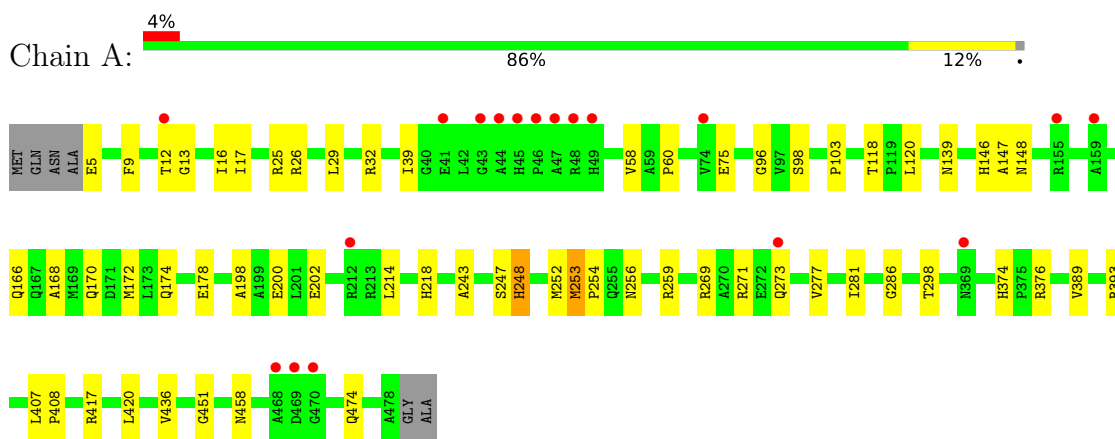 4%
Chain A:
86% 12% •
MET GLN ASN ALA E5 F9 T12 G13 I16 I17 R25 R26 L29 R32 I39 G40 E41 L42 G43 A44 H45 P46 A47 R48 H49 V58 A59 P60 V74 E75 G96 V97 S98 P103 T118 P119 L120 N139 H146 A147 N148 R155 A159
Q166 Q167 A168 M169 Q170 D171 M172 L173 Q174 E178 A198 A199 E200 L201 E202 R212 R213 L214 H218 A243 S247 H248 M252 M253 P254 Q255 N256 R259 R269 A270 R271 E272 Q273 V277 I281 G286 T298 N369 H374 P375 R376 V389
L407 P408 R417 L420 V436 G451 N458 A468 D469 G470 Q474 A478 GLY ALA